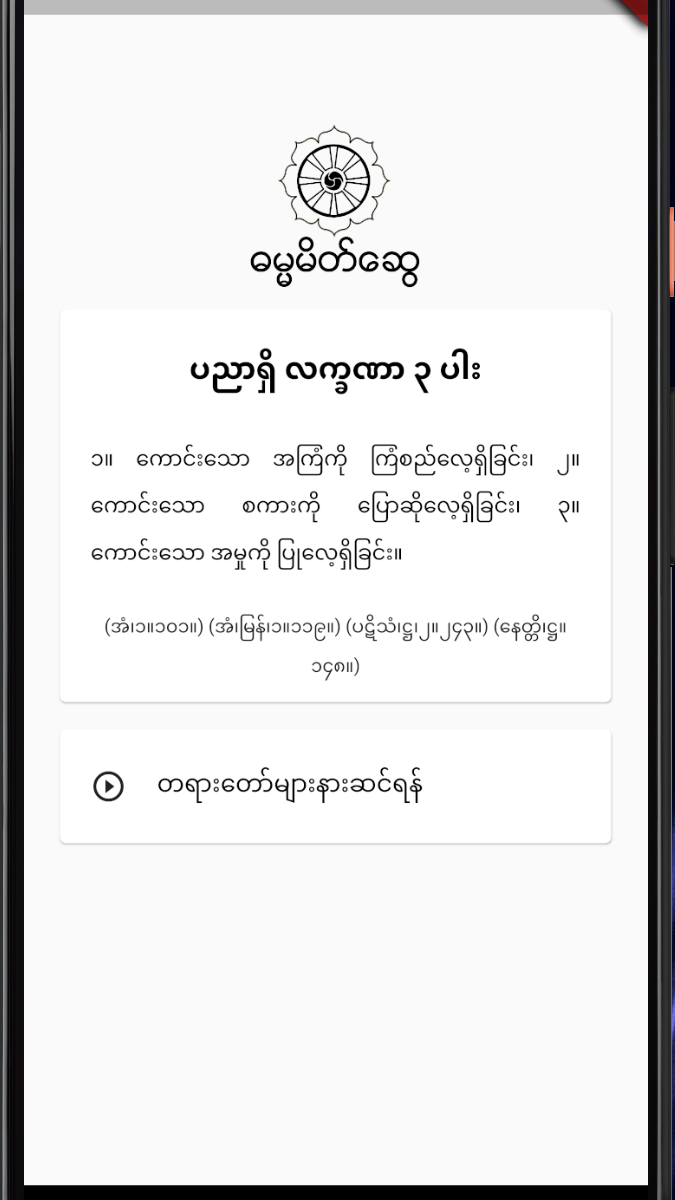 ဓမ္မမိတ်ဆွေ
ပညာရှိ လက္ခဏာ ၃ ပါး
၁။ ကောင်းသော အကြံကို ကြံစည်လေ့ရှိခြင်း၊ ၂။
ကောင်းသော စကားကို ပြောဆိုလေ့ရှိခြင်း၊ ၃။
ကောင်းသော အမှုကို ပြုလေ့ရှိခြင်း။
(အံ၊၁။၁၀၁။) (အံ၊မြန်၊၁။၁၁၉။) (ပဋိသံ၊ဋ္ဌ၊၂။၂၄၃။) (နေတ္တိ၊ဋ္ဌ။
၁၄၈။)
တရားတော်များနားဆင်ရန်